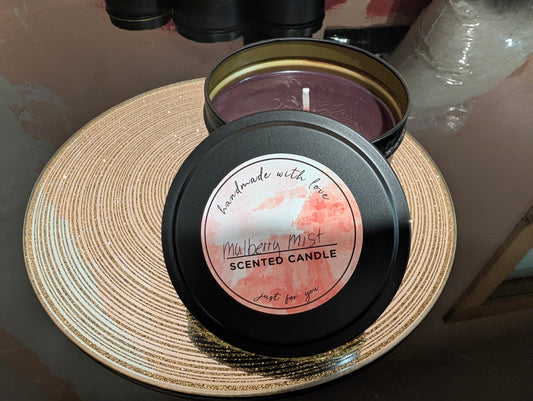 handmade with love
mulberry mist
SCENTED CANDLE
Just for you